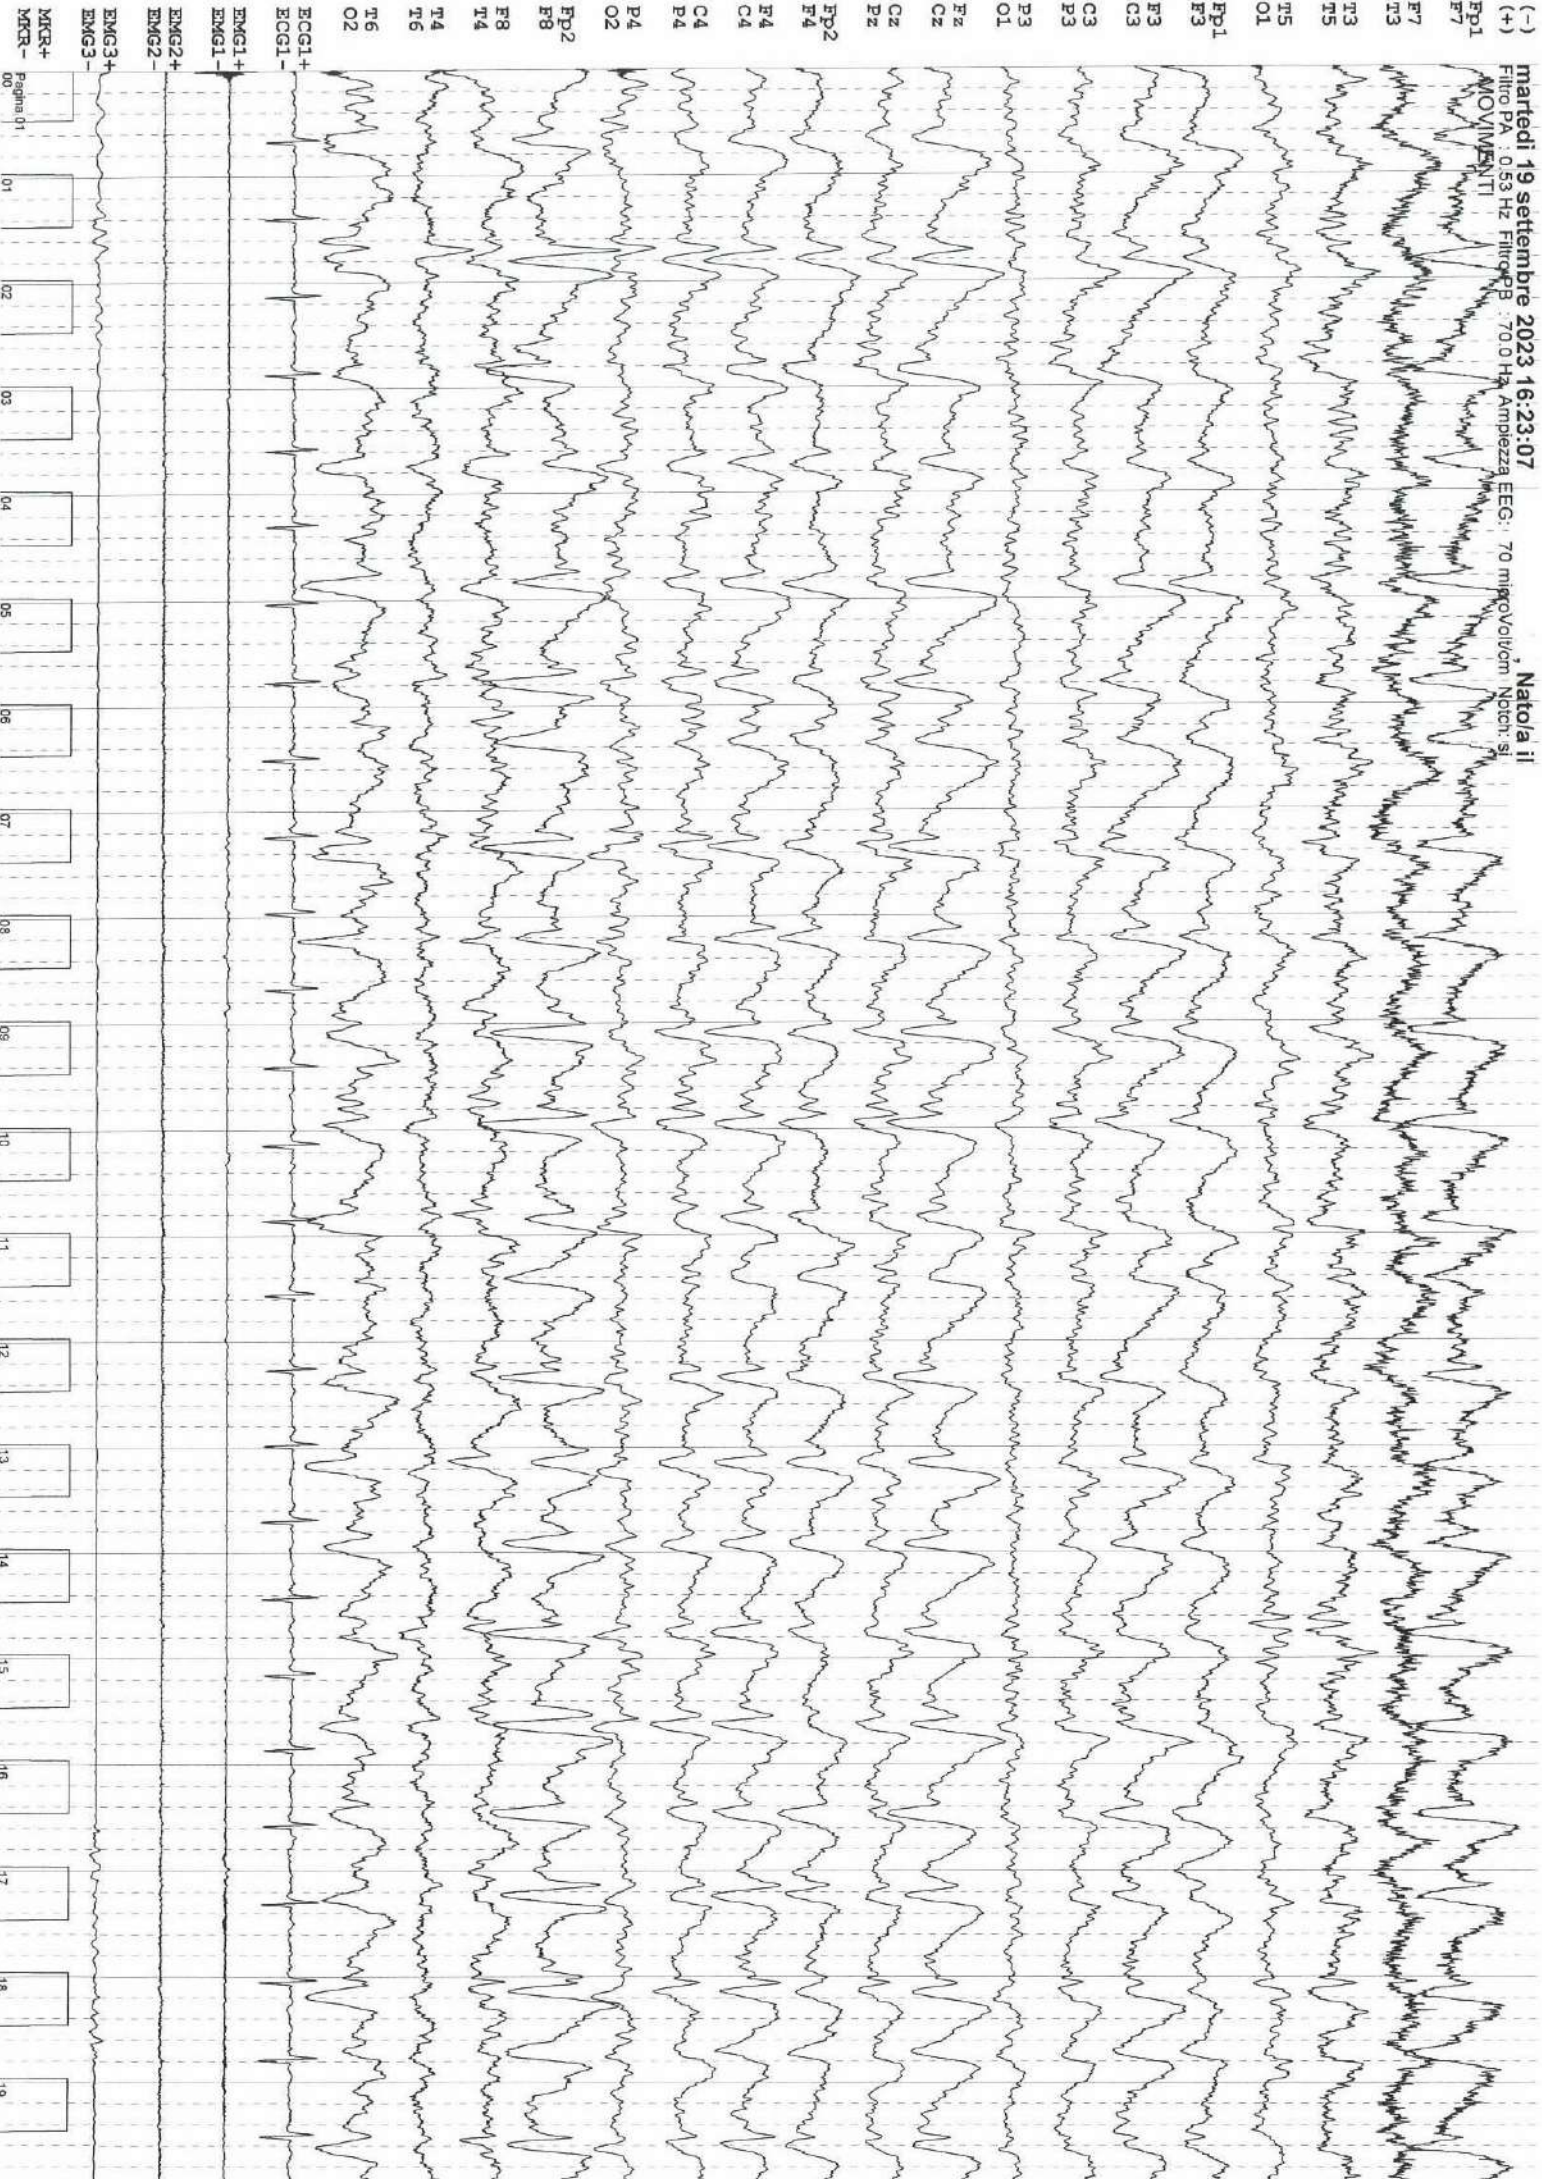 martedì 19 settembre 2023 16:23:07 , Nato/a il
Filtro PA : 0.53 Hz Filtro PB : 70.0 Hz Ampiezza EEG: 70 microVolt/cm Notch: si
MOVIMENTI
(-)
(+)
Fp1
F7
F7
T3
T3
T5
T5
O1
Fp1
F3
F3
C3
C3
P3
P3
O1
Fz
Cz
Cz
Pz
Fp2
F4
F4
C4
C4
P4
P4
O2
Fp2
F8
F8
T4
T4
T6
T6
O2
ECG1+
ECG1-
EMG1+
EMG1-
EMG2+
EMG2-
EMG3+
EMG3-
MKR+
MKR-
Pagina 01
00 01 02 03 04 05 06 07 08 09 10 11 12 13 14 15 16 17 18 19